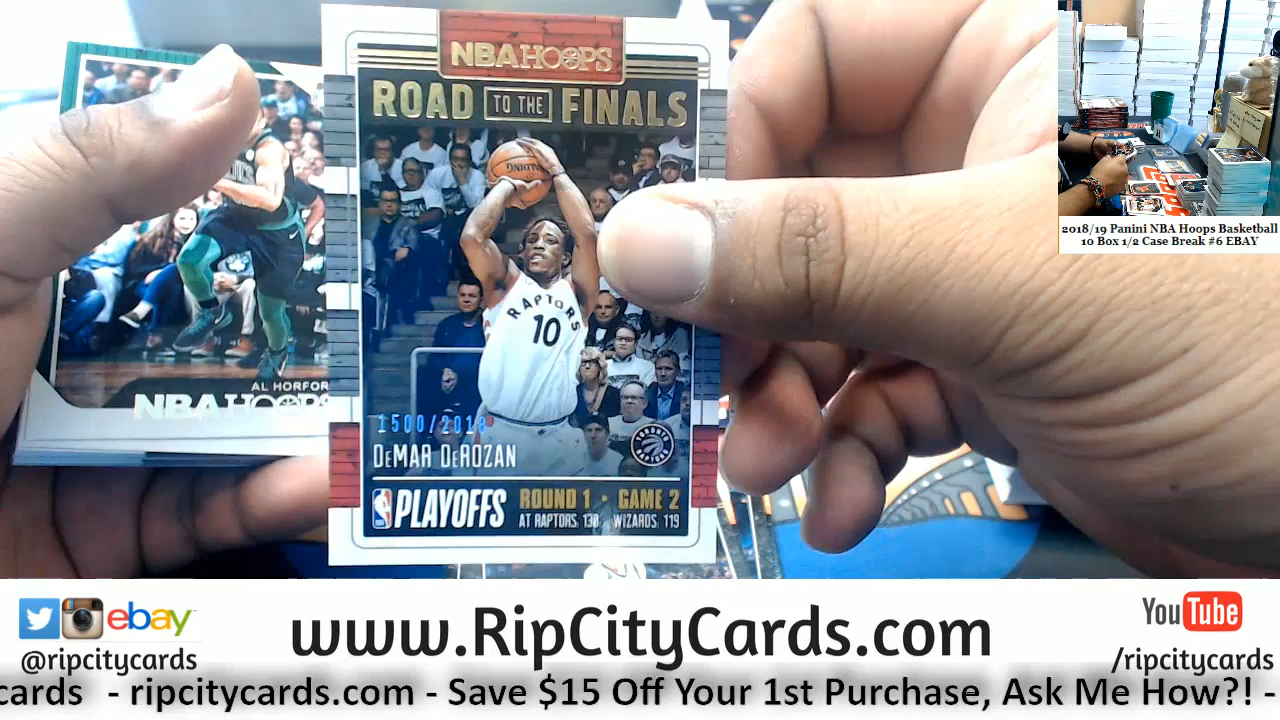 NBA HOOPS
ROAD TO THE FINALS
RAPTORS
10
1500/2018
DeMAR DeROZAN
TORONTO
RAPTORS
PLAYOFFS
ROUND 1 • GAME 2
AT RAPTORS, 130 WIZARDS, 119
AL HORFOR
NBA HOOPS
2018/19 Panini NBA Hoops Basketball
10 Box 1/2 Case Break #6 EBAY
ebay
@ripcitycards
www.RipCityCards.com
YouTube
/ripcitycards
cards - ripcitycards.com - Save $15 Off Your 1st Purchase, Ask Me How?! -